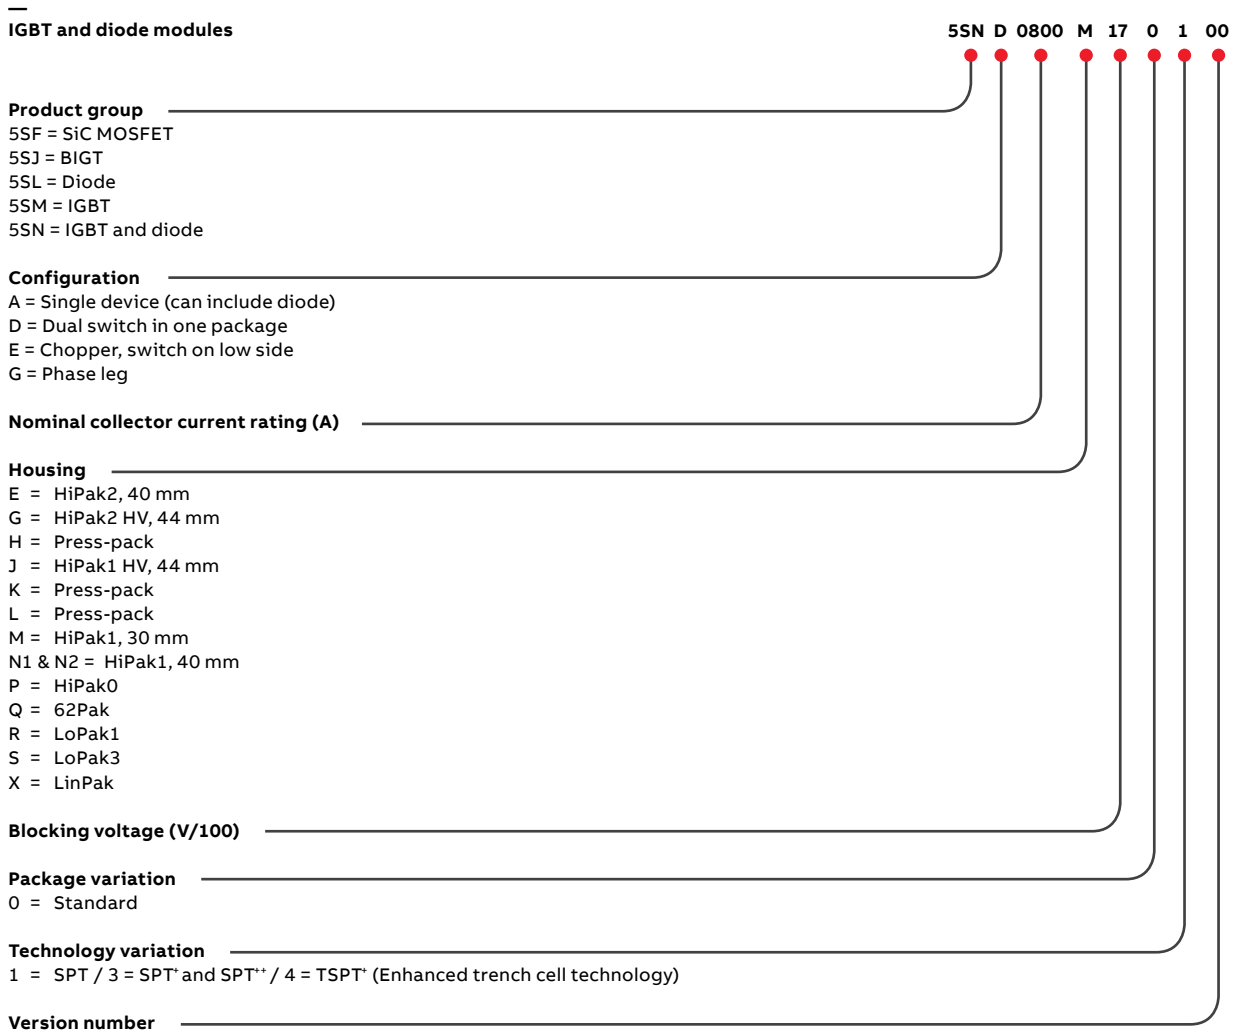 IGBT and diode modules
5SN D 0800 M 17 0 1 00
Product group
5SF = SiC MOSFET
5SJ = BIGT
5SL = Diode
5SM = IGBT
5SN = IGBT and diode
Configuration
A = Single device (can include diode)
D = Dual switch in one package
E = Chopper, switch on low side
G = Phase leg
Nominal collector current rating (A)
Housing
E = HiPak2, 40 mm
G = HiPak2 HV, 44 mm
H = Press-pack
J = HiPak1 HV, 44 mm
K = Press-pack
L = Press-pack
M = HiPak1, 30 mm
N1 & N2 = HiPak1, 40 mm
P = HiPak0
Q = 62Pak
R = LoPak1
S = LoPak3
X = LinPak
Blocking voltage (V/100)
Package variation
0 = Standard
Technology variation
1 = SPT / 3 = SPT⁺ and SPT⁺⁺ / 4 = TSPT⁺ (Enhanced trench cell technology)
Version number